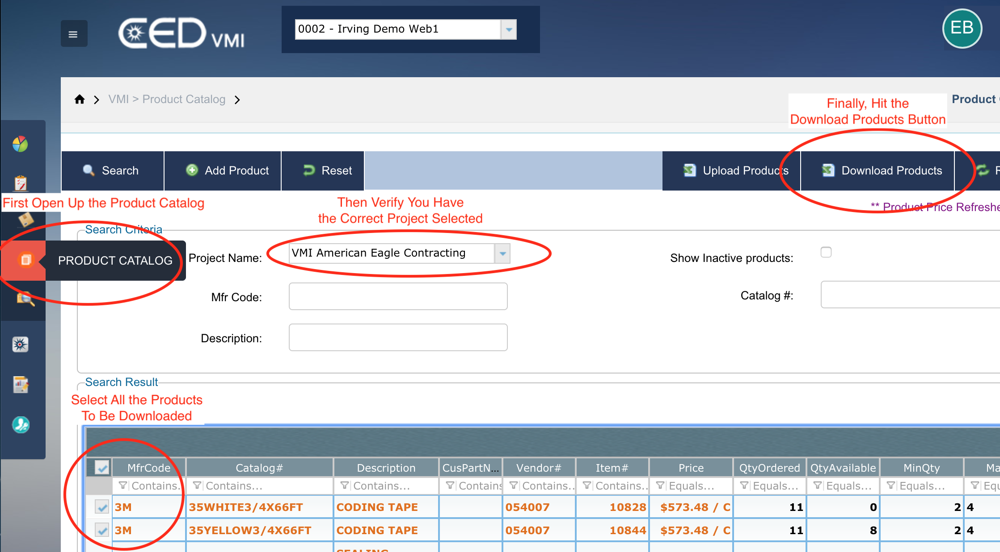 CED VMI
0002 - Irving Demo Web1
EB
VMI > Product Catalog
Product
Finally, Hit the
Download Products Button
Search
Add Product
Reset
Upload Products
Download Products
R
First Open Up the Product Catalog
Then Verify You Have
the Correct Project Selected
** Product Price Refreshe
Search Criteria
PRODUCT CATALOG
Project Name:
VMI American Eagle Contracting
Show Inactive products:
Mfr Code:
Catalog #:
Description:
Search Result
Select All the Products
To Be Downloaded
MfrCode Catalog# Description CusPartN... Vendor# Item# Price QtyOrdered QtyAvailable MinQty Ma
Contains. Contains... Contains... Contains Contains.. Contains.. Equals... Equals... Equals... Equals... Equ
3M 35WHITE3/4X66FT CODING TAPE 054007 10828 $573.48 / C 11 0 2 4
3M 35YELLOW3/4X66FT CODING TAPE 054007 10844 $573.48 / C 11 8 2 4
SEALING